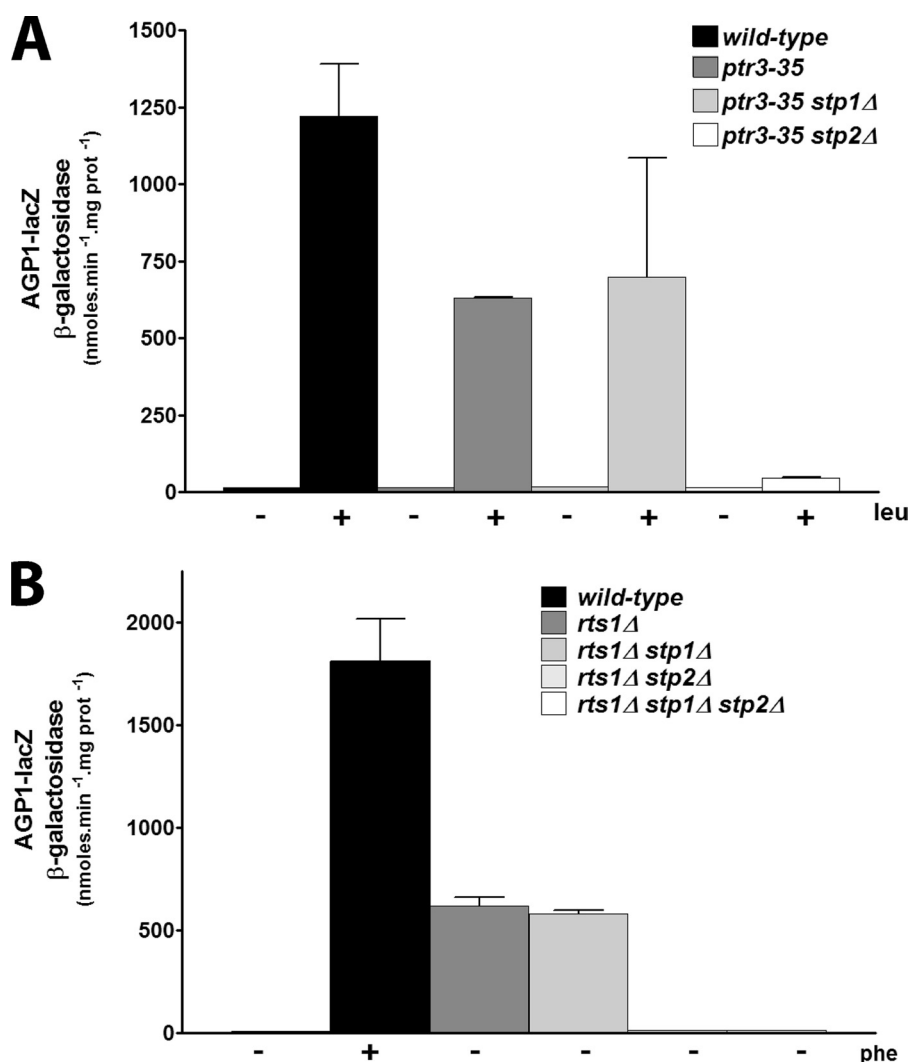 A
1500
1250
1000
750
500
250
0
AGP1-lacZ
β-galactosidase
(nmoles.min ⁻¹.mg prot ⁻¹)
wild-type
ptr3-35
ptr3-35 stp1Δ
ptr3-35 stp2Δ
- + - + - + - + leu
B
2000
1500
1000
500
0
AGP1-lacZ
β-galactosidase
(nmoles.min ⁻¹.mg prot ⁻¹)
wild-type
rts1Δ
rts1Δ stp1Δ
rts1Δ stp2Δ
rts1Δ stp1Δ stp2Δ
- + - - - - phe